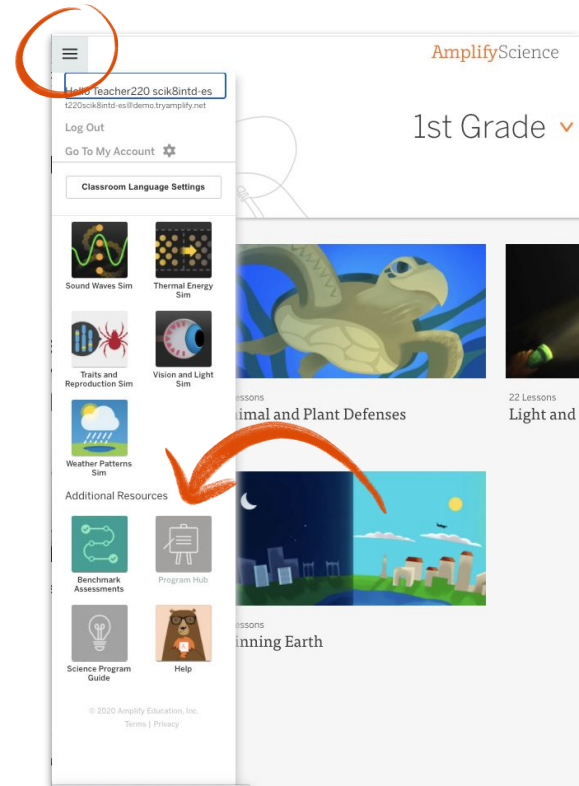 AmplifyScience
1st Grade
Hello Teacher220 scik8intd-es
t220scik8intd-es@demo.tryamplify.net
Log Out
Go To My Account
Classroom Language Settings
Sound Waves Sim
Thermal Energy
Sim
Traits and
Reproduction Sim
Vision and Light
Sim
Weather Patterns
Sim
Additional Resources
Benchmark
Assessments
Program Hub
Science Program
Guide
Help
© 2020 Amplify Education, Inc.
Terms | Privacy
essons
imal and Plant Defenses
22 Lessons
Light and
essons
inning Earth